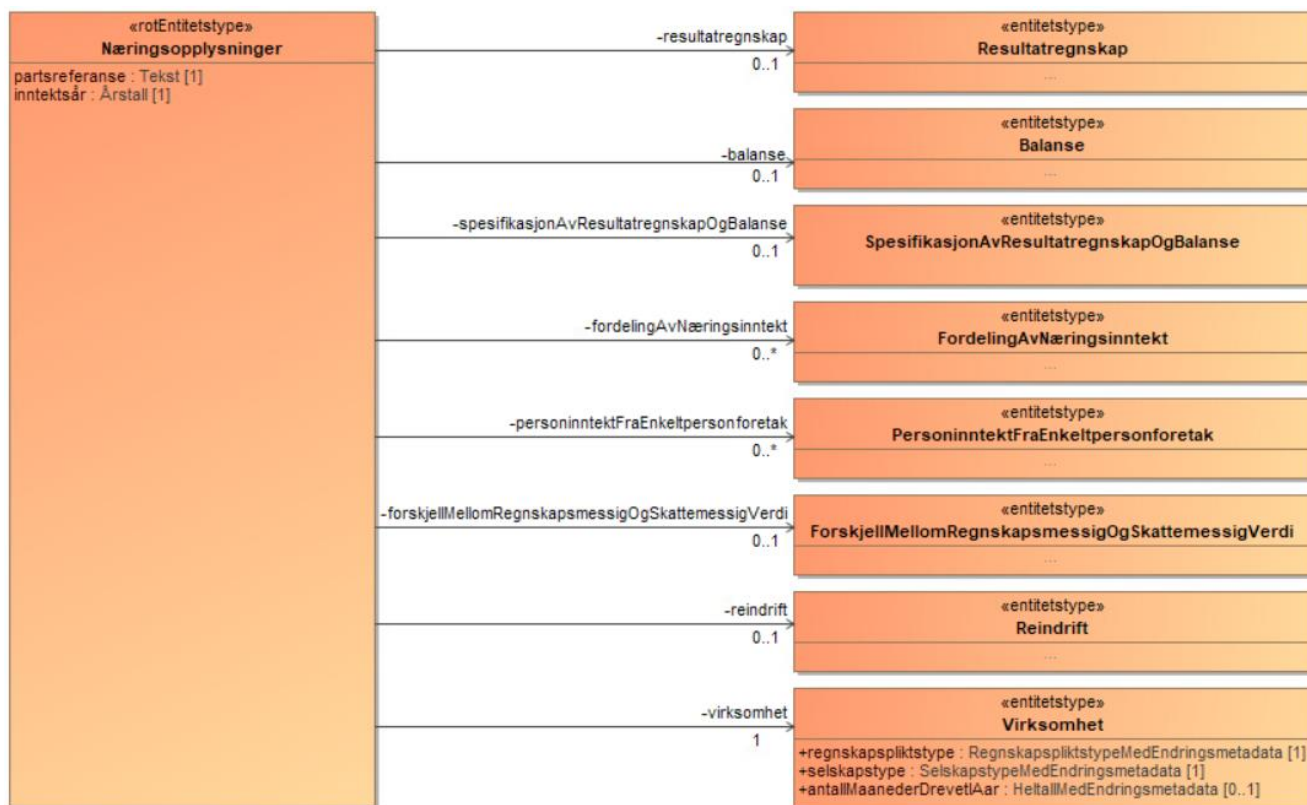 «rotEntitetstype»
Næringsopplysninger
partsreferanse : Tekst [1]
inntektsår : Årstall [1]
-resultatregnskap
0..1
«entitetstype»
Resultatregnskap
...
-balanse
0..1
«entitetstype»
Balanse
...
-spesifikasjonAvResultatregnskapOgBalanse
0..1
«entitetstype»
SpesifikasjonAvResultatregnskapOgBalanse
-fordelingAvNæringsinntekt
0..*
«entitetstype»
FordelingAvNæringsinntekt
...
-personinntektFraEnkeltpersonforetak
0..*
«entitetstype»
PersoninntektFraEnkeltpersonforetak
...
-forskjellMellomRegnskapsmessigOgSkattemessigVerdi
0..1
«entitetstype»
ForskjellMellomRegnskapsmessigOgSkattemessigVerdi
...
-reindrift
0..1
«entitetstype»
Reindrift
...
-virksomhet
1
«entitetstype»
Virksomhet
+regnskapspliktstype : RegnskapspliktstypeMedEndringsmetadata [1]
+selskapstype : SelskapstypeMedEndringsmetadata [1]
+antallMaanederDrevetIAar : HeltallMedEndringsmetadata [0..1]